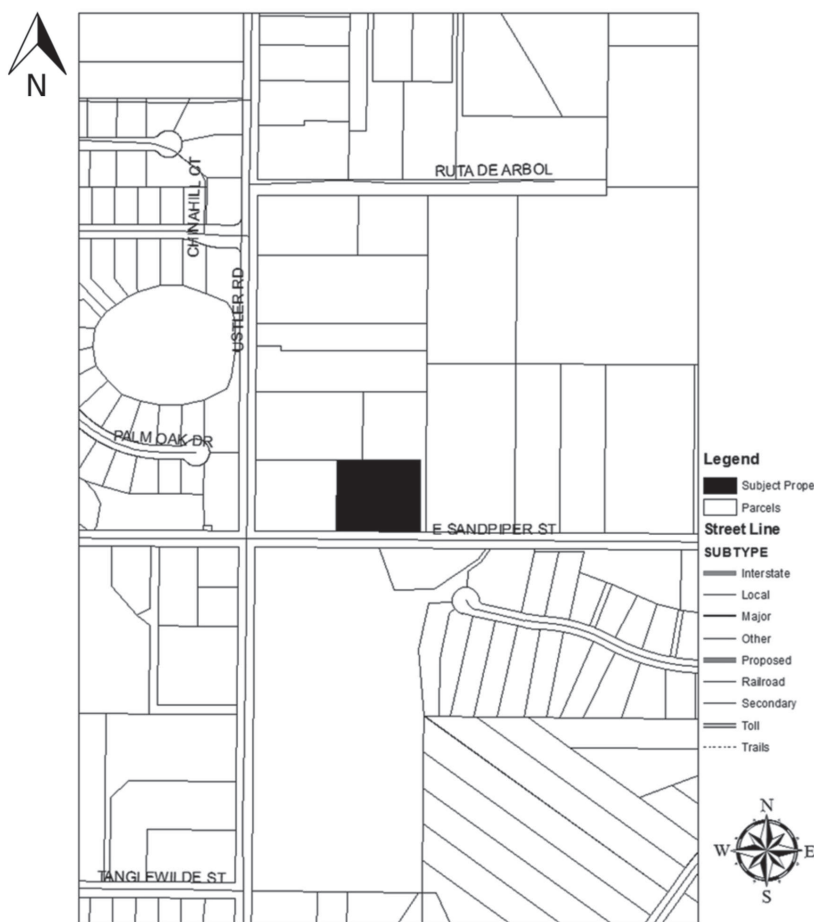 N
RUTA DE ARBOL
CHINAHILL CT
USTLER RD
PALM OAK DR
E SANDPIPER ST
TANGLEWILDE ST
Legend
Subject Prope
Parcels
Street Line
SUBTYPE
Interstate
Local
Major
Other
Proposed
Railroad
Secondary
Toll
Trails
N
W E
S